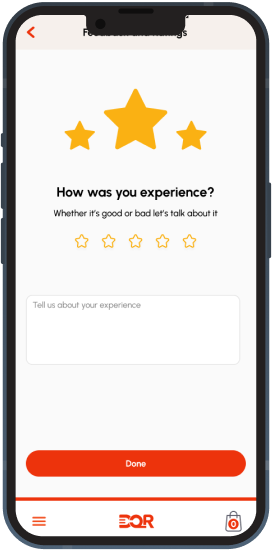 Feedback and Ratings
How was you experience?
Whether it's good or bad let's talk about it
Tell us about your experience
Done
0